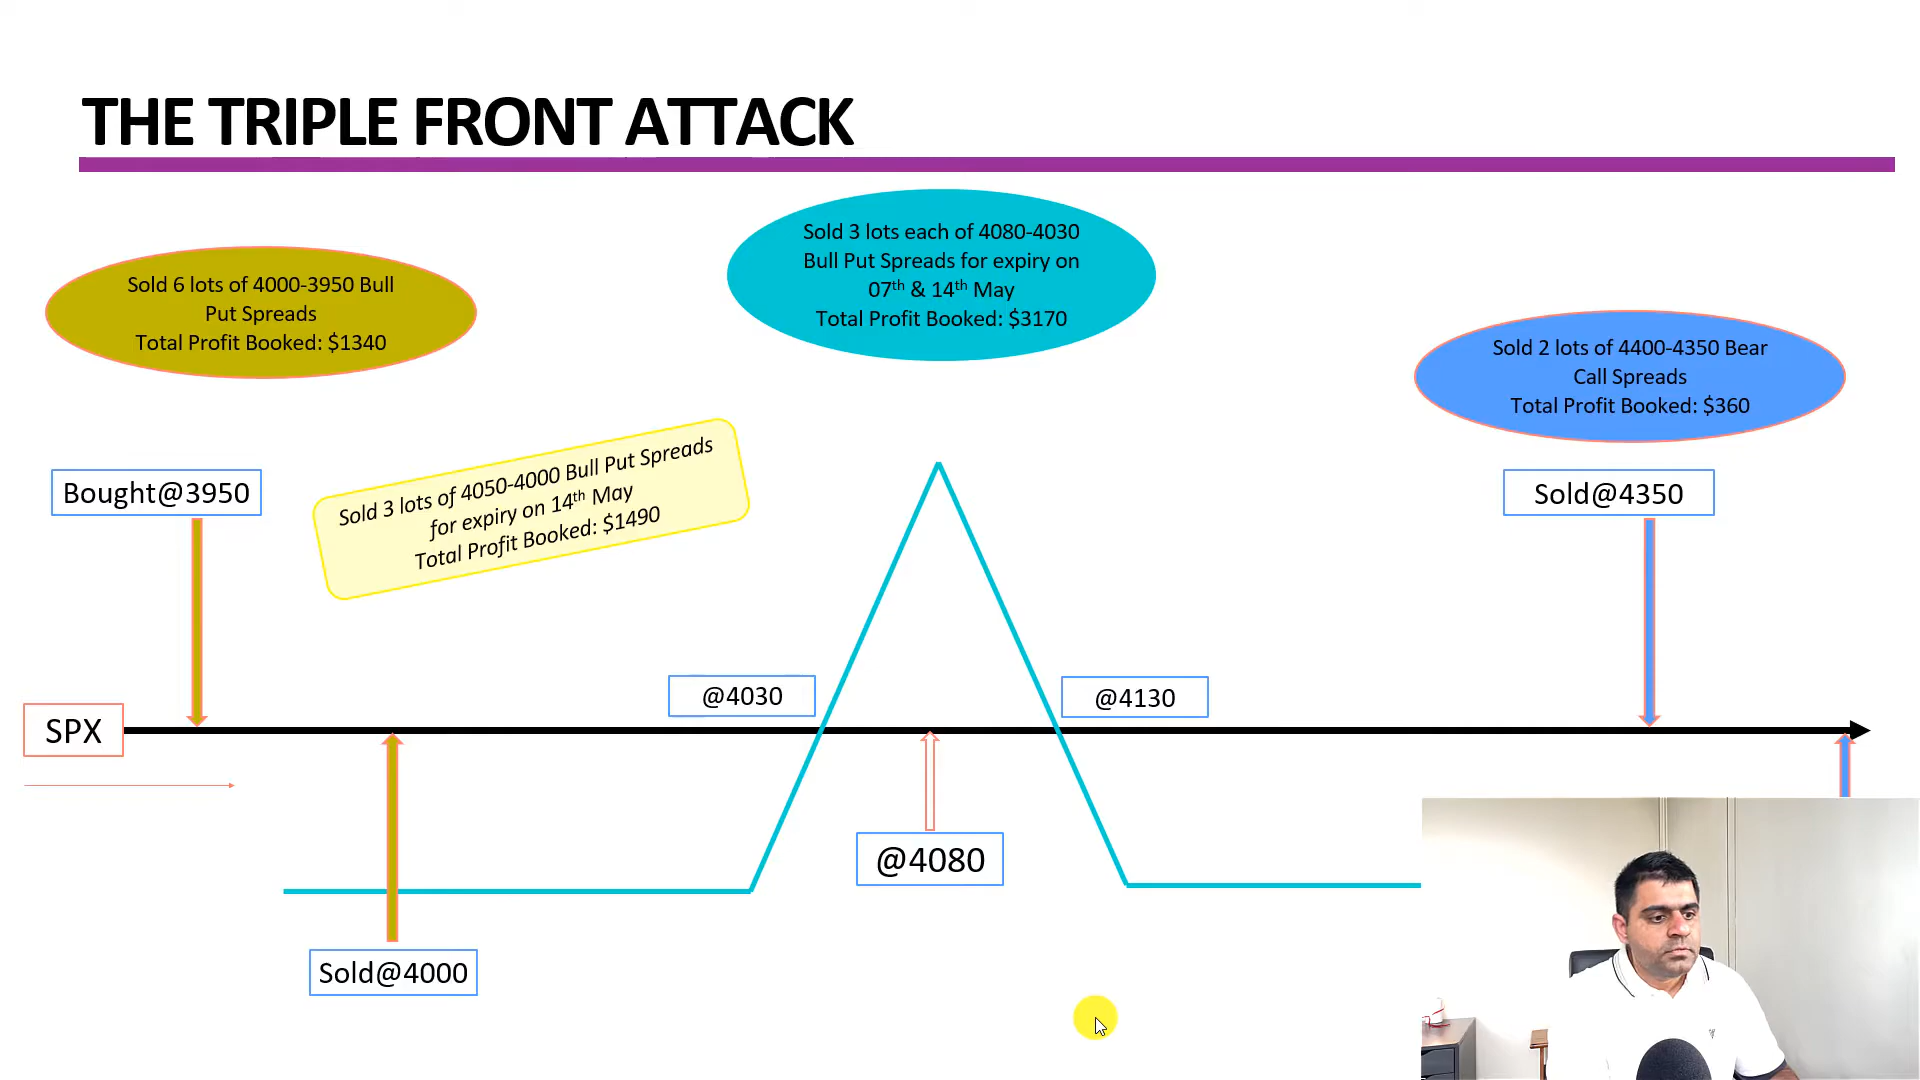 THE TRIPLE FRONT ATTACK
Sold 3 lots each of 4080-4030
Bull Put Spreads for expiry on
07th & 14th May
Total Profit Booked: $3170
Sold 6 lots of 4000-3950 Bull
Put Spreads
Total Profit Booked: $1340
Sold 2 lots of 4400-4350 Bear
Call Spreads
Total Profit Booked: $360
Sold 3 lots of 4050-4000 Bull Put Spreads
for expiry on 14th May
Total Profit Booked: $1490
Bought@3950
Sold@4350
@4030
@4130
SPX
@4080
Sold@4000